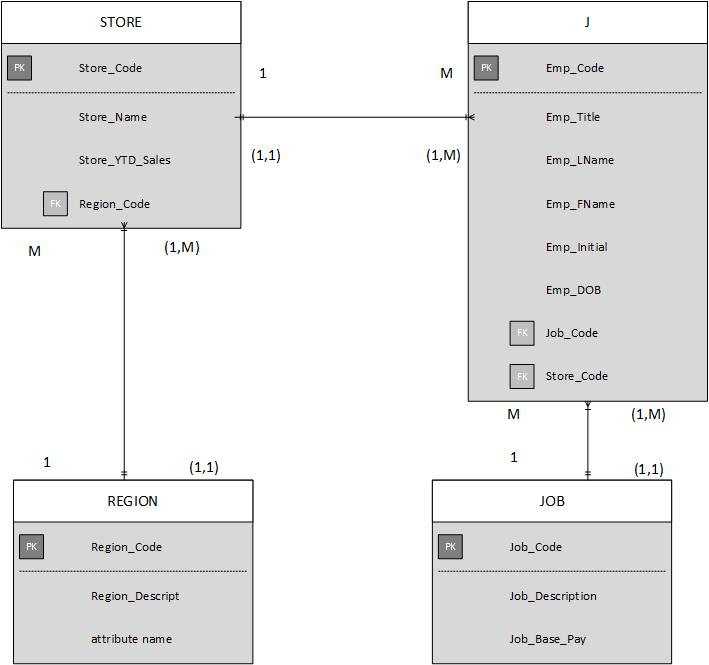 STORE
PK Store_Code
Store_Name
Store_YTD_Sales
FK Region_Code
1
M
(1,1)
(1,M)
J
PK Emp_Code
Emp_Title
Emp_LName
Emp_FName
Emp_Initial
Emp_DOB
FK Job_Code
FK Store_Code
M
(1,M)
1
(1,1)
M
(1,M)
1
(1,1)
REGION
PK Region_Code
Region_Descript
attribute name
JOB
PK Job_Code
Job_Description
Job_Base_Pay